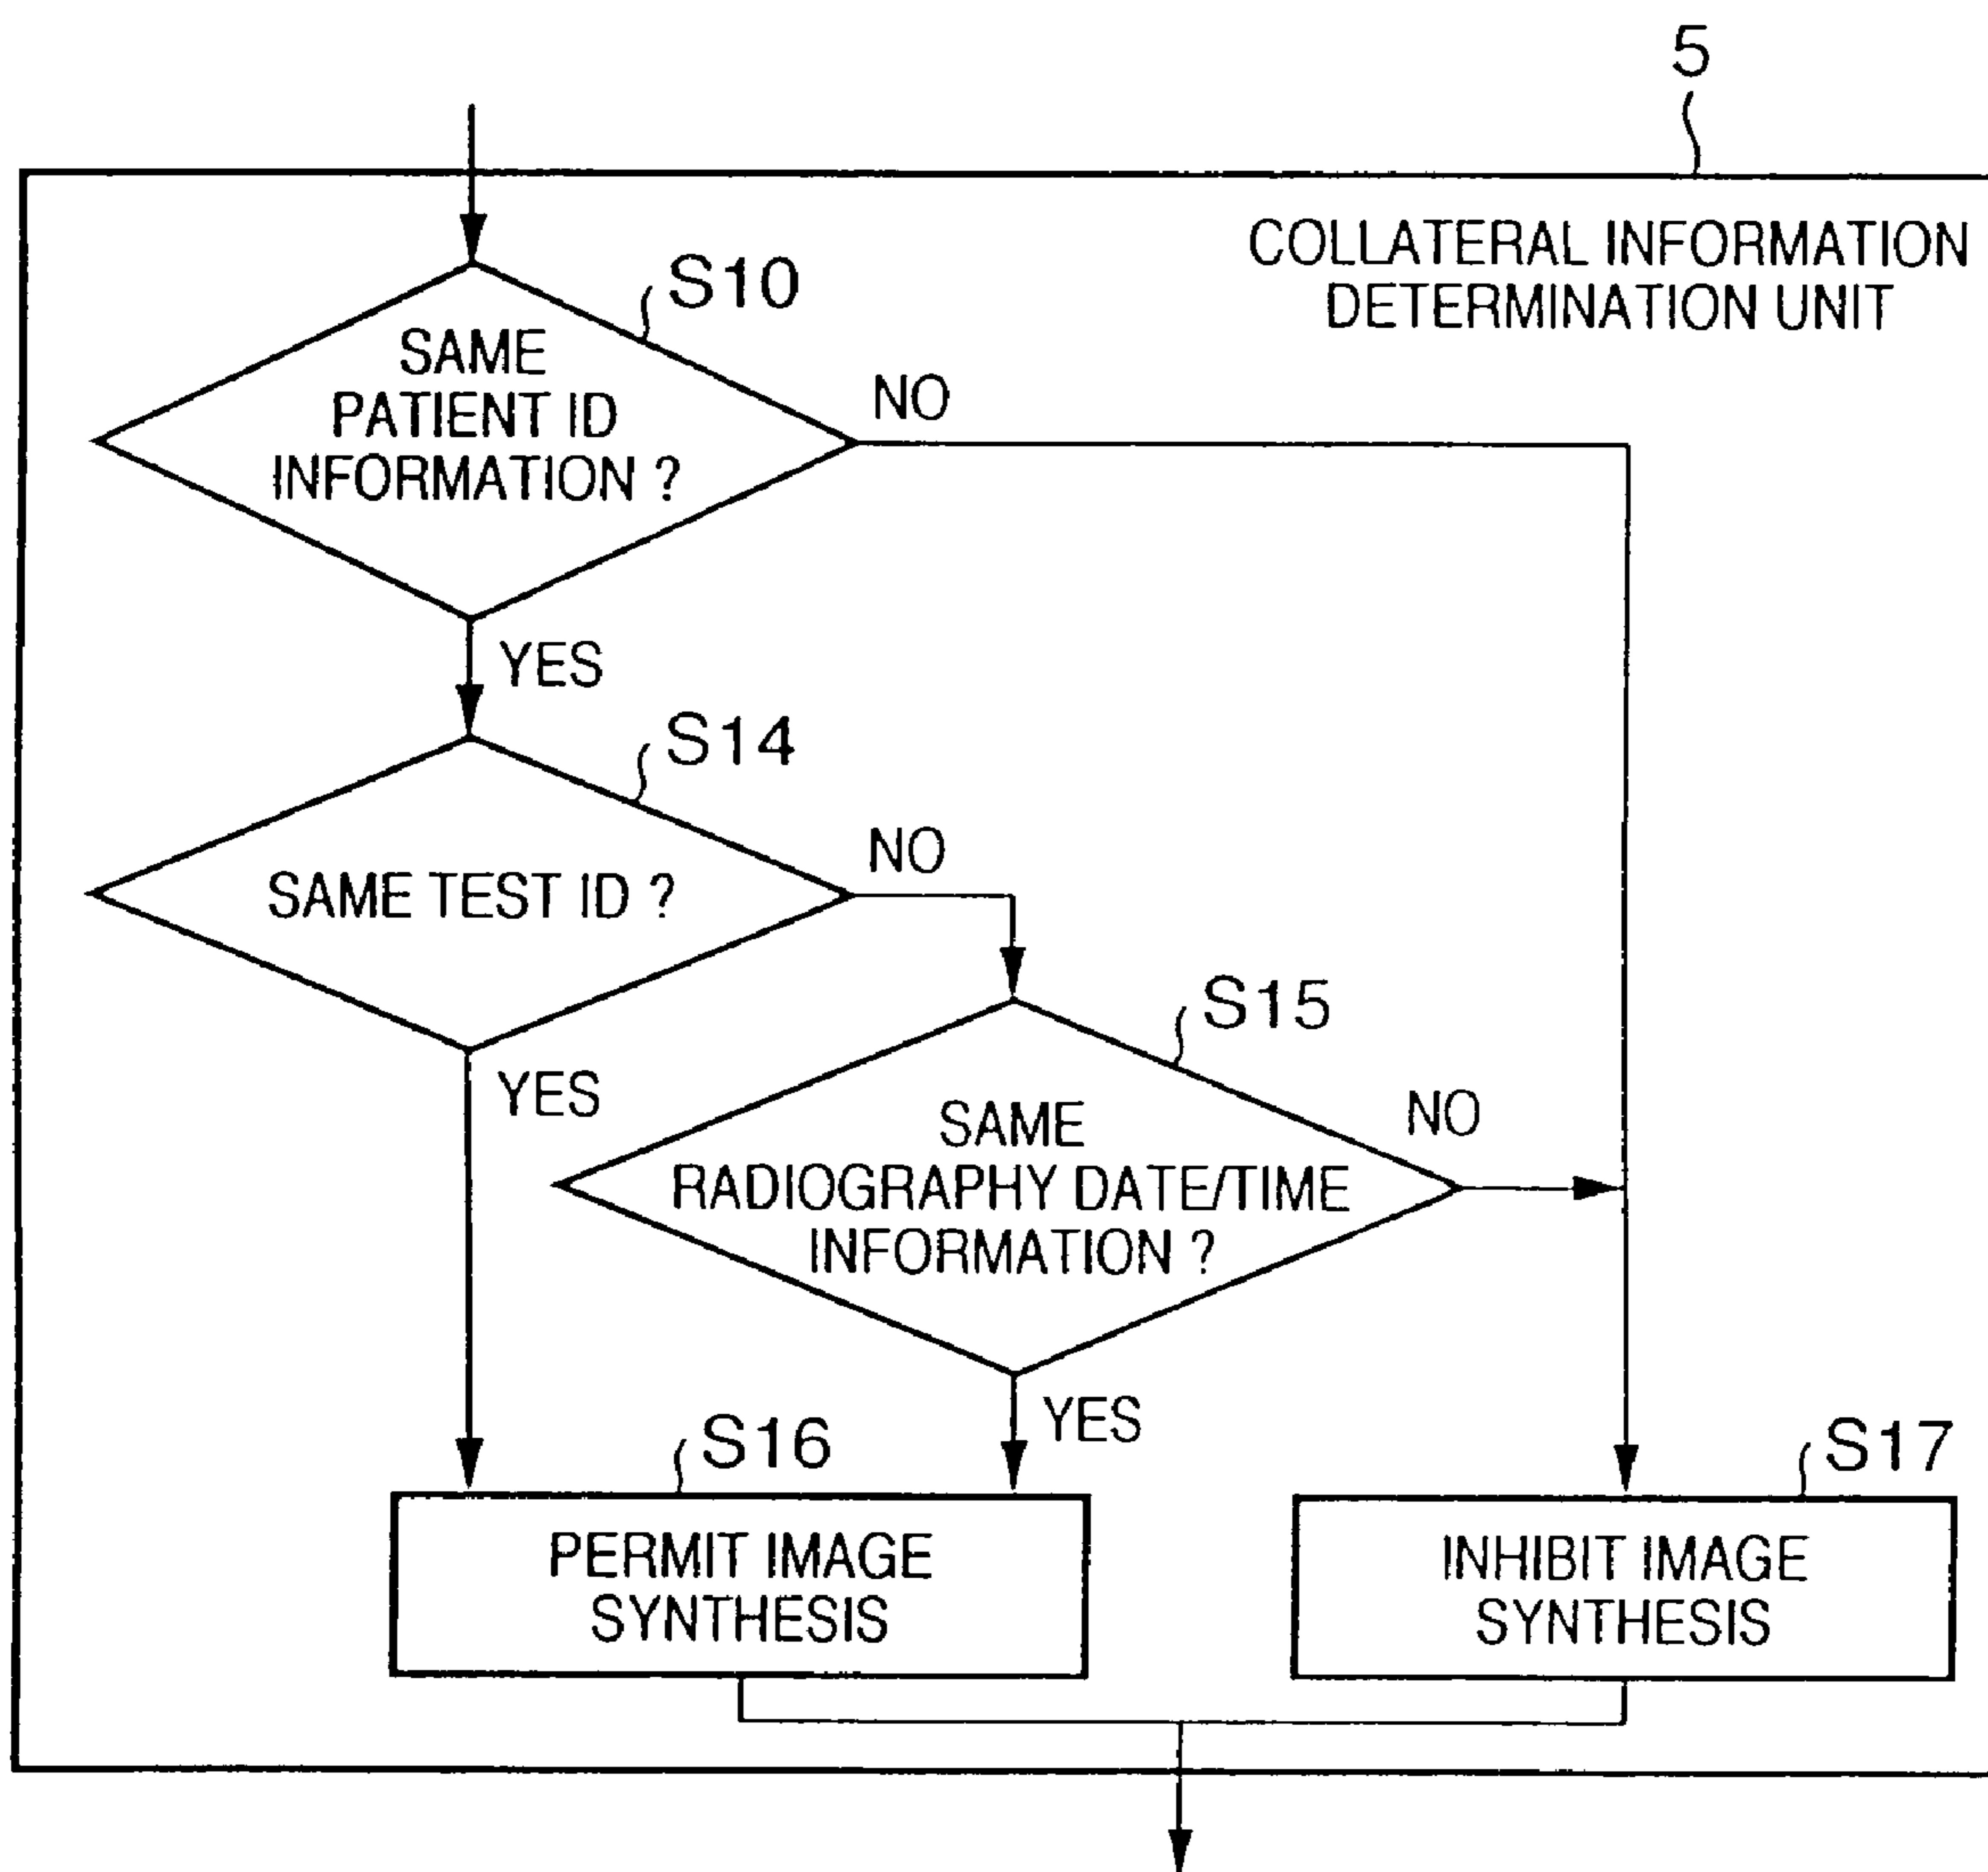 5
COLLATERAL INFORMATION
DETERMINATION UNIT
S10
SAME
PATIENT ID
INFORMATION ?
NO
YES
S14
SAME TEST ID ?
NO
YES
S15
SAME
RADIOGRAPHY DATE/TIME
INFORMATION ?
NO
YES
S16
PERMIT IMAGE
SYNTHESIS
S17
INHIBIT IMAGE
SYNTHESIS